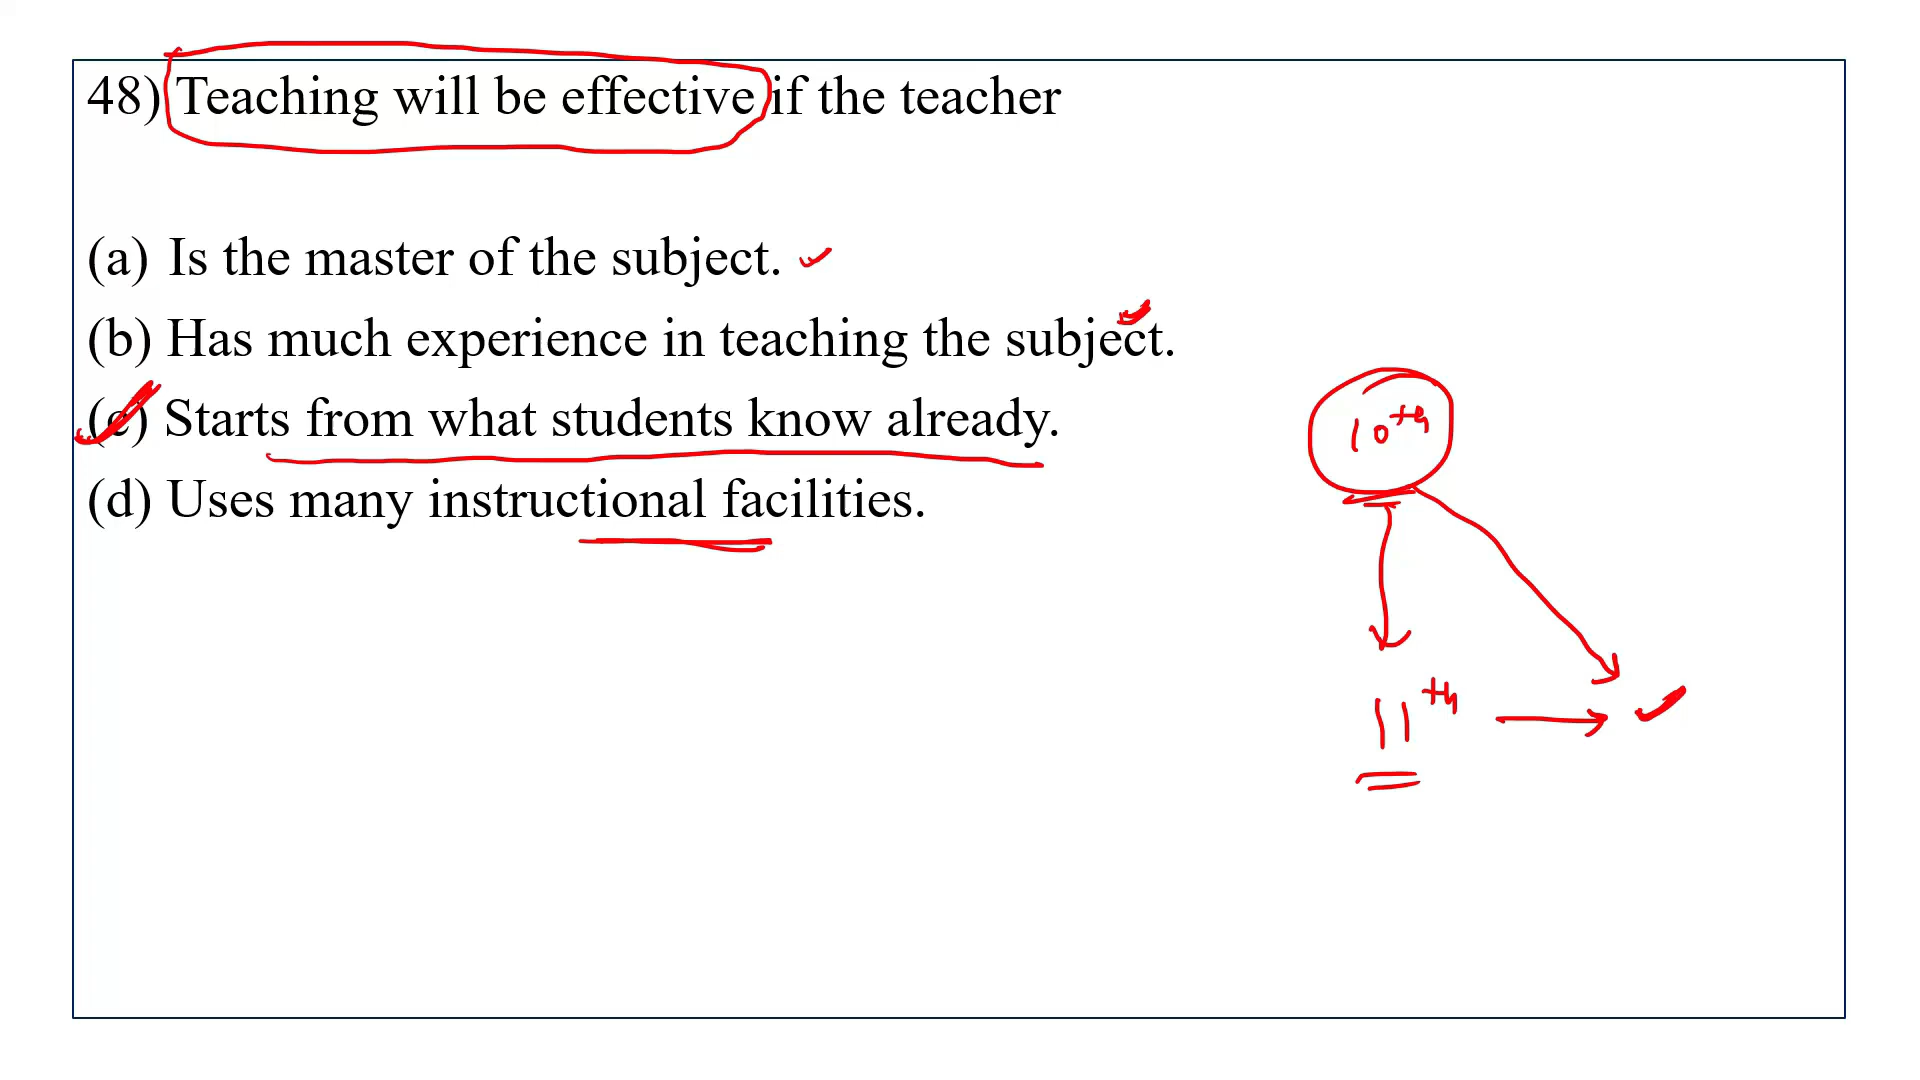 48) Teaching will be effective if the teacher
(a) Is the master of the subject.
(b) Has much experience in teaching the subject.
(c) Starts from what students know already.
(d) Uses many instructional facilities.
10th
11th